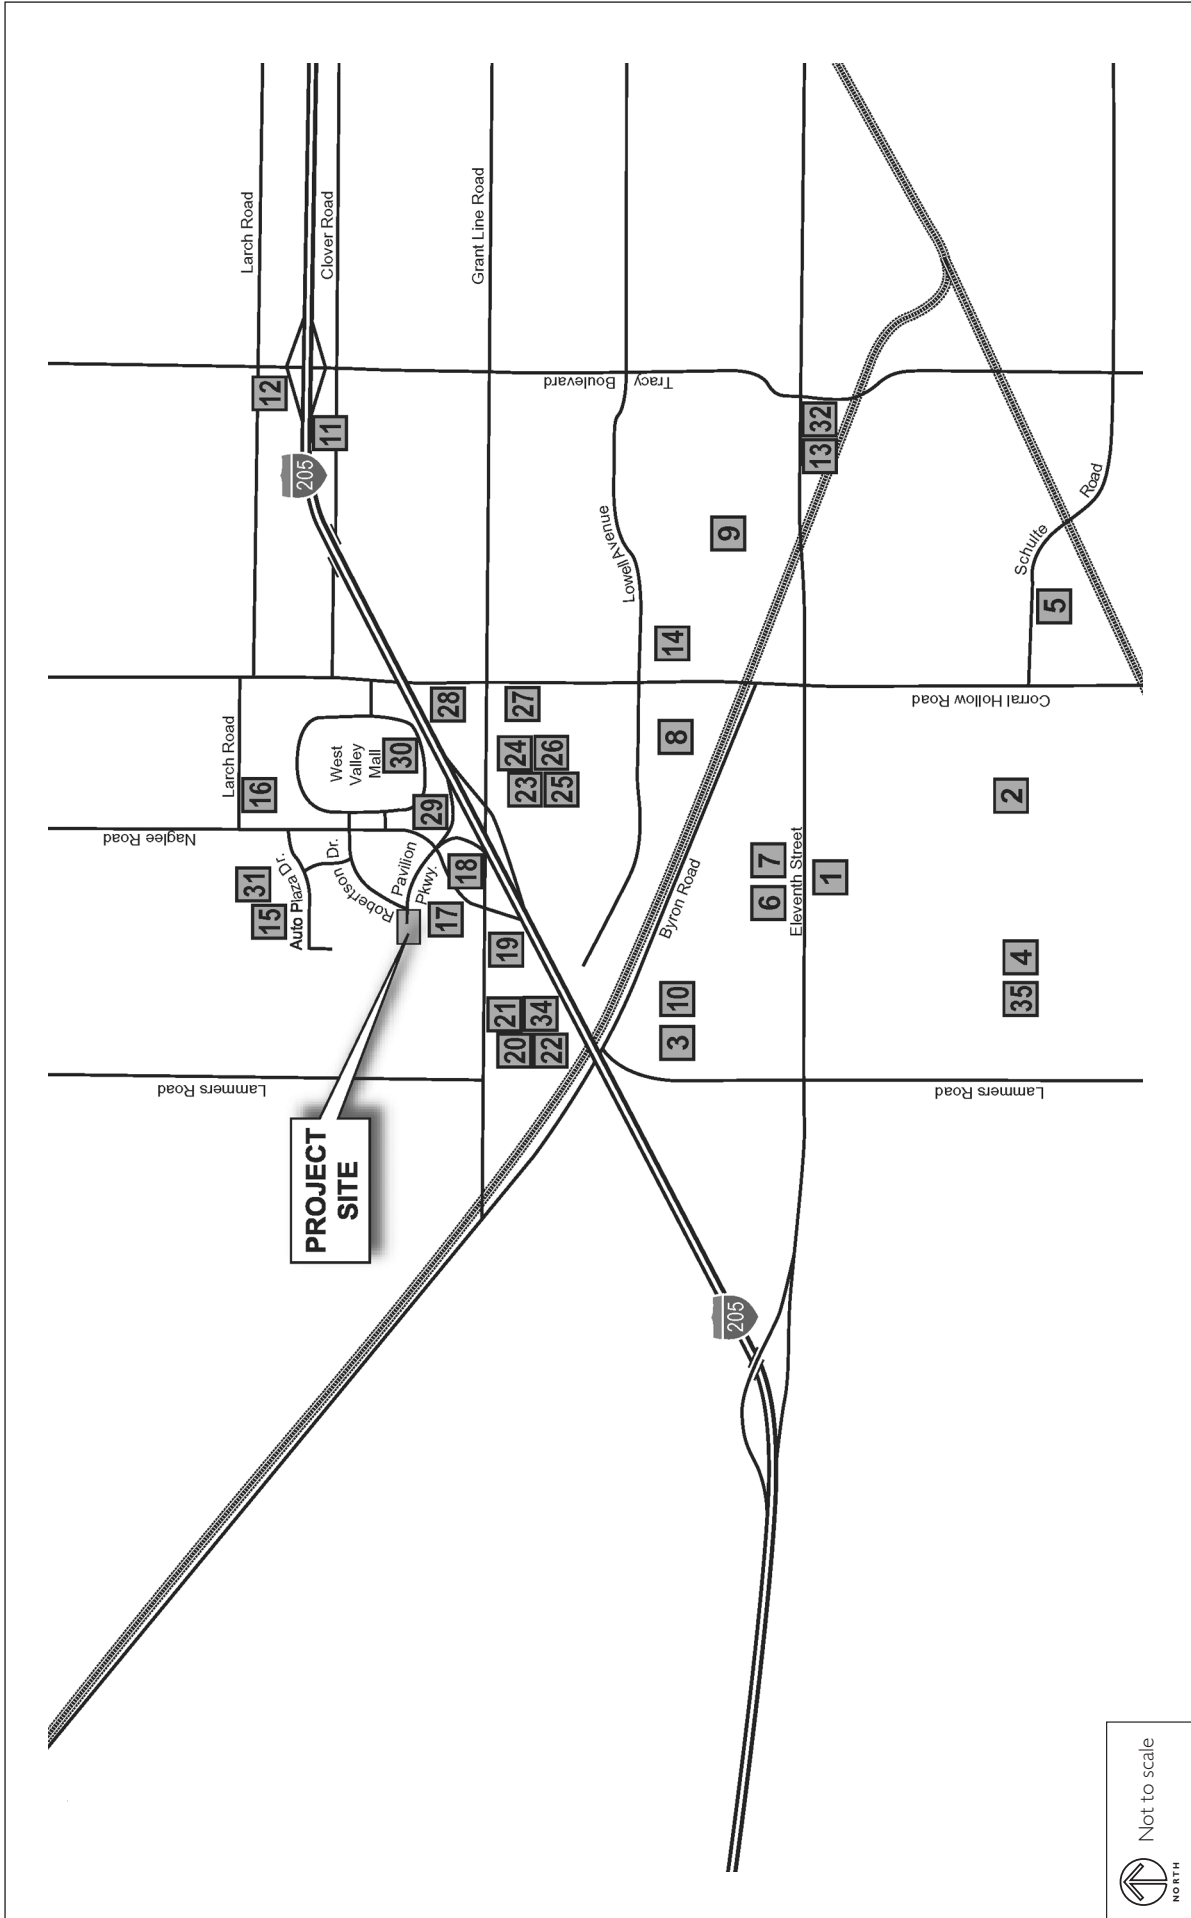 Lammers Road
Naglee Road
Larch Road
Larch Road
15
31
16
12
Auto Plaza Dr.
205
11
Clover Road
PROJECT
SITE
Robertson Dr.
West
Valley
Mall
30
Pavilion
Pkwy.
17
18
29
28
Grant Line Road
19
20
21
22
34
23
24
25
26
27
Tracy
Boulevard
Lowell Avenue
3
10
Byron Road
8
14
9
205
6
7
Eleventh Street
1
13
32
Lammers Road
Corral Hollow Road
35
4
2
5
Schulte
Road
NORTH
Not to scale